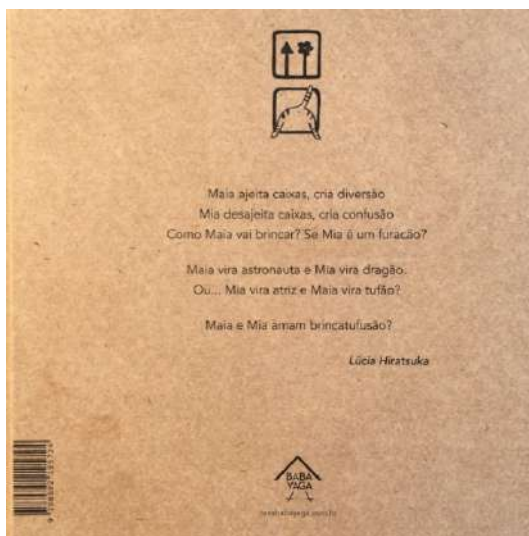 Maia ajeita caixas, cria diversão
Mia desajeita caixas, cria confusão
Como Maia vai brincar? Se Mia é um furacão?
Maia vira astronauta e Mia vira dragão.
Ou... Mia vira atriz e Maia vira tufão?
Maia e Mia amam brincatufusão?
Lúcia Hiratsuka
BABA
YAGA